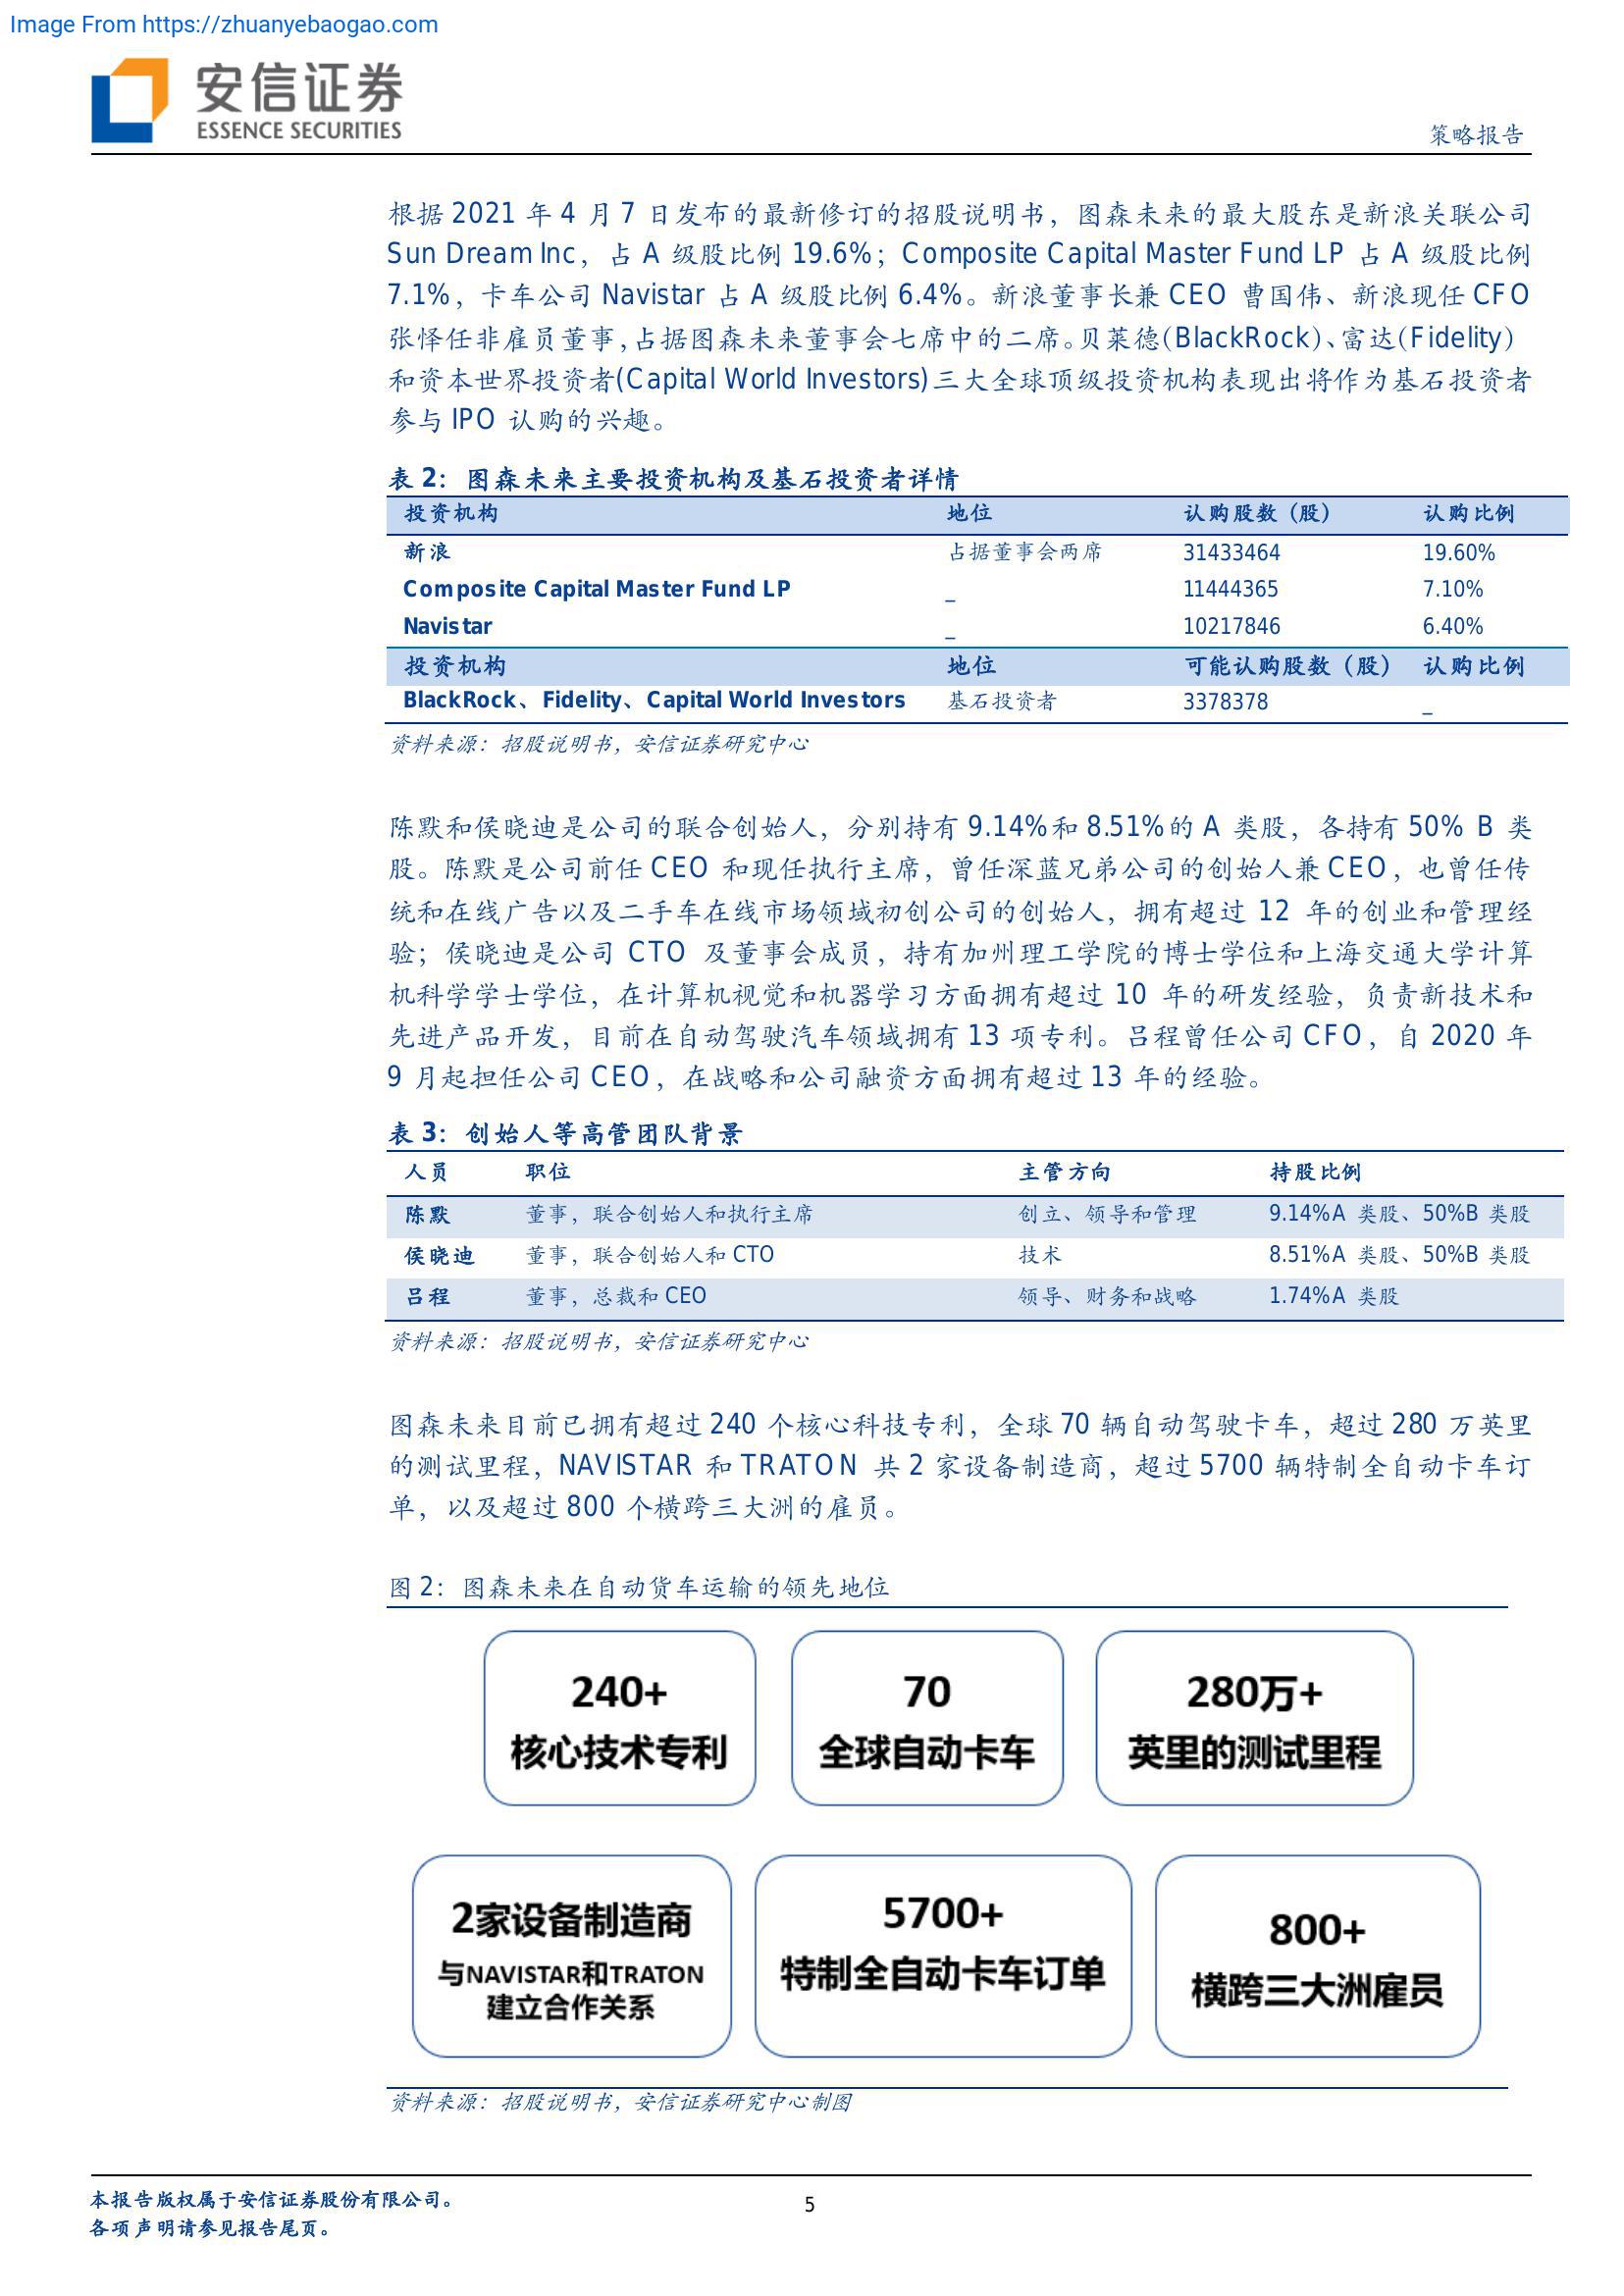 Image From https://zhuanyebaogao.com
安信证券
ESSENCE SECURITIES
策略报告
根据 2021 年 4 月 7 日发布的最新修订的招股说明书，图森未来的最大股东是新浪关联公司
Sun Dream Inc，占 A 级股比例 19.6%；Composite Capital Master Fund LP 占 A 级股比例
7.1%，卡车公司 Navistar 占 A 级股比例 6.4%。新浪董事长兼 CEO 曹国伟、新浪现任 CFO
张怿任非雇员董事，占据图森未来董事会七席中的二席。贝莱德（BlackRock）、富达（Fidelity）
和资本世界投资者(Capital World Investors)三大全球顶级投资机构表现出将作为基石投资者
参与 IPO 认购的兴趣。
表 2：图森未来主要投资机构及基石投资者详情
投资机构 地位 认购股数（股） 认购比例
新浪 占据董事会两席 31433464 19.60%
Composite Capital Master Fund LP _ 11444365 7.10%
Navistar _ 10217846 6.40%
投资机构 地位 可能认购股数（股） 认购比例
BlackRock、Fidelity、Capital World Investors 基石投资者 3378378 _
资料来源：招股说明书，安信证券研究中心
陈默和侯晓迪是公司的联合创始人，分别持有 9.14%和 8.51%的 A 类股，各持有 50% B 类
股。陈默是公司前任 CEO 和现任执行主席，曾任深蓝兄弟公司的创始人兼 CEO，也曾任传
统和在线广告以及二手车在线市场领域初创公司的创始人，拥有超过 12 年的创业和管理经
验；侯晓迪是公司 CTO 及董事会成员，持有加州理工学院的博士学位和上海交通大学计算
机科学学士学位，在计算机视觉和机器学习方面拥有超过 10 年的研发经验，负责新技术和
先进产品开发，目前在自动驾驶汽车领域拥有 13 项专利。吕程曾任公司 CFO，自 2020 年
9 月起担任公司 CEO，在战略和公司融资方面拥有超过 13 年的经验。
表 3：创始人等高管团队背景
人员 职位 主管方向 持股比例
陈默 董事，联合创始人和执行主席 创立、领导和管理 9.14%A 类股、50%B 类股
侯晓迪 董事，联合创始人和 CTO 技术 8.51%A 类股、50%B 类股
吕程 董事，总裁和 CEO 领导、财务和战略 1.74%A 类股
资料来源：招股说明书，安信证券研究中心
图森未来目前已拥有超过 240 个核心科技专利，全球 70 辆自动驾驶卡车，超过 280 万英里
的测试里程，NAVISTAR 和 TRATON 共 2 家设备制造商，超过 5700 辆特制全自动卡车订
单，以及超过 800 个横跨三大洲的雇员。
图 2：图森未来在自动货车运输的领先地位
240+
核心技术专利
70
全球自动卡车
280万+
英里的测试里程
2家设备制造商
与NAVISTAR和TRATON
建立合作关系
5700+
特制全自动卡车订单
800+
横跨三大洲雇员
资料来源：招股说明书，安信证券研究中心制图
本报告版权属于安信证券股份有限公司。
各项声明请参见报告尾页。
5